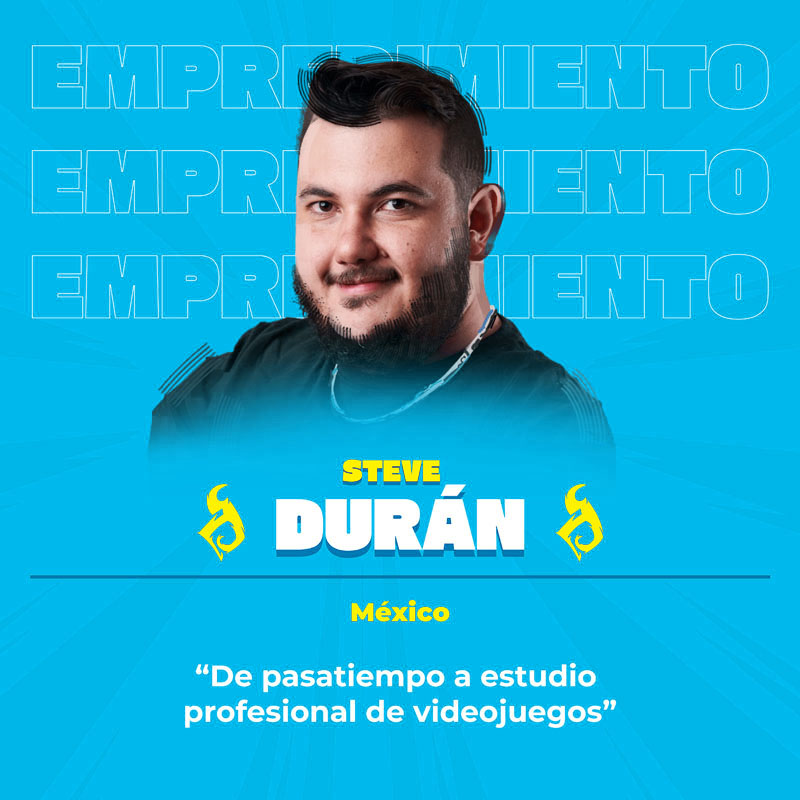 STEVE
DURÁN
México
“De pasatiempo a estudio
profesional de videojuegos”